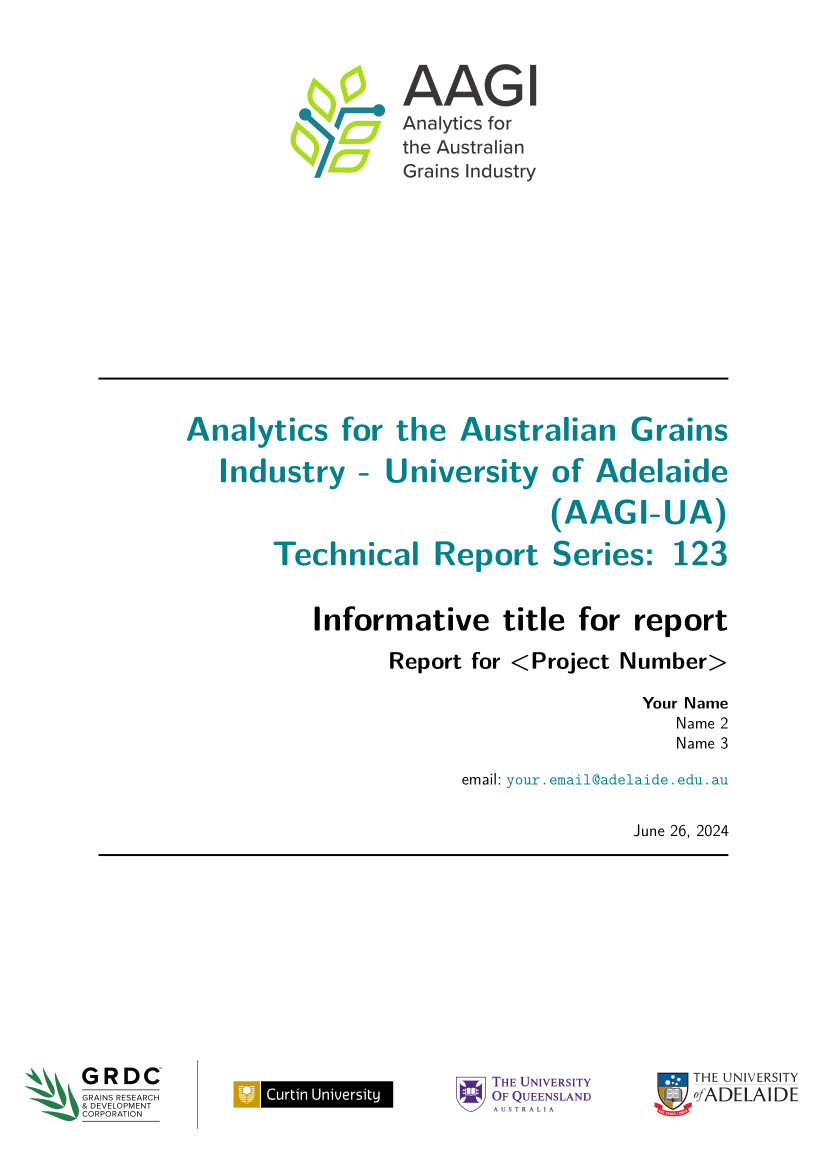 AAGI
Analytics for
the Australian
Grains Industry
Analytics for the Australian Grains
Industry - University of Adelaide
(AAGI-UA)
Technical Report Series: 123
Informative title for report
Report for <Project Number>
Your Name
Name 2
Name 3
email: your.email@adelaide.edu.au
June 26, 2024
GRDC
GRAINS RESEARCH
& DEVELOPMENT
CORPORATION
Curtin University
THE UNIVERSITY
OF QUEENSLAND
AUSTRALIA
THE UNIVERSITY
of ADELAIDE